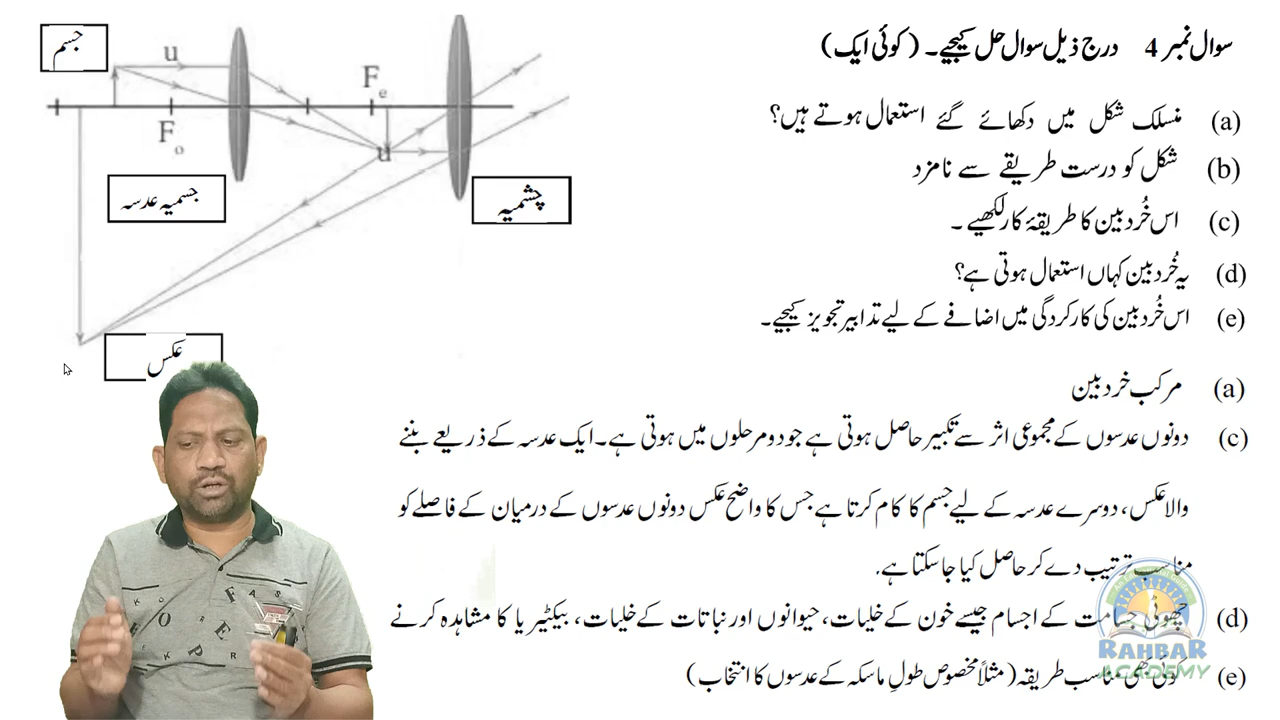 سوال نمبر 4 درج ذیل سوال حل کیجیے۔ (کوئی ایک)
(a) منسلک شکل میں دکھائے گئے استعمال ہوتے ہیں؟
(b) شکل کو درست طریقے سے نامزد
(c) اس خُردبین کا طریقۂ کار لکھیے۔
(d) یہ خُردبین کہاں استعمال ہوتی ہے؟
(e) اس خُردبین کی کارکردگی میں اضافے کے لیے تدابیر تجویز کیجیے۔
جسم
u
F
e
F
o
u
جسمیہ عدسہ
چشمیہ
عکس
(a) مرکب خردبین
(c) دونوں عدسوں کے مجموعی اثر سے تکبیر حاصل ہوتی ہے جو دو مرحلوں میں ہوتی ہے۔ ایک عدسہ کے ذریعے بننے
والا عکس، دوسرے عدسہ کے لیے جسم کا کام کرتا ہے جس کا واضح عکس دونوں عدسوں کے درمیان کے فاصلے کو
مناسب ترتیب دے کر حاصل کیا جاسکتا ہے.
(d) چھوٹی جسامت کے اجسام جیسے خون کے خلیات، حیوانوں اور نباتات کے خلیات، بیکٹیریا کا مشاہدہ کرنے
(e) کوئی بھی مناسب طریقہ (مثلاً مخصوص طولِ ماسکہ کے عدسوں کا انتخاب)
RAHBAR
ACADEMY